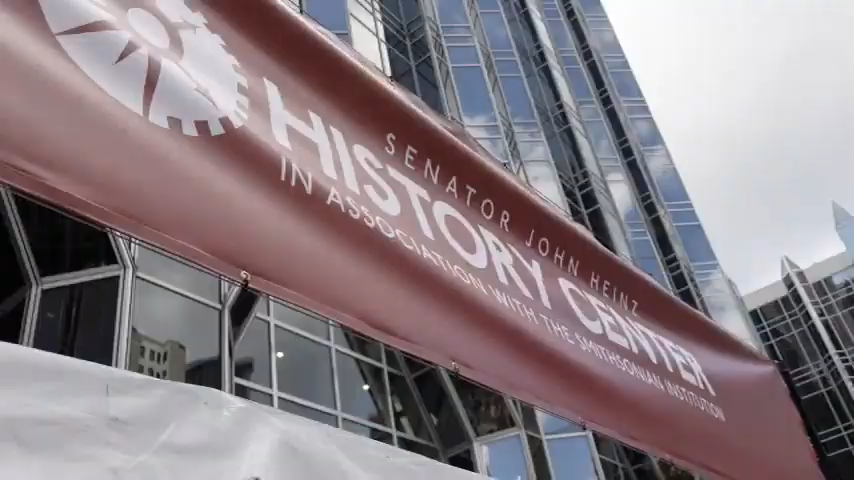 SENATOR JOHN HEINZ
HISTORY CENTER
IN ASSOCIATION WITH THE SMITHSONIAN INSTITUTION